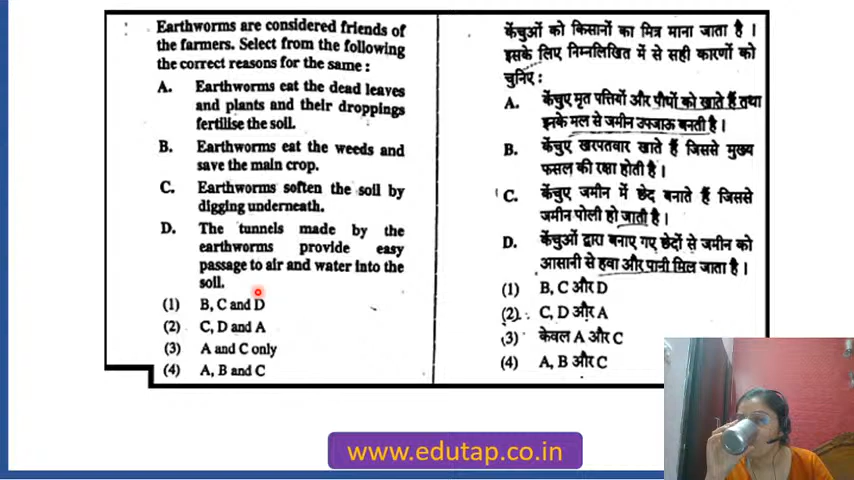 Earthworms are considered friends of
the farmers. Select from the following
the correct reasons for the same :
A. Earthworms eat the dead leaves
and plants and their droppings
fertilise the soil.
B. Earthworms eat the weeds and
save the main crop.
C. Earthworms soften the soil by
digging underneath.
D. The tunnels made by the
earthworms provide easy
passage to air and water into the
soil.
(1) B, C and D
(2) C, D and A
(3) A and C only
(4) A, B and C
केंचुओं को किसानों का मित्र माना जाता है ।
इसके लिए निम्नलिखित में से सही कारणों को
चुनिए :
A. केंचुए मृत पत्तियों और पौधों को खाते हैं तथा
इनके मल से जमीन उपजाऊ बनती है ।
B. केंचुए खरपतवार खाते हैं जिससे मुख्य
फसल की रक्षा होती है ।
C. केंचुए जमीन में छेद बनाते हैं जिससे
जमीन पोली हो जाती है ।
D. केंचुओं द्वारा बनाए गए छेदों से जमीन को
आसानी से हवा और पानी मिल जाता है ।
(1) B, C और D
(2) C, D और A
(3) केवल A और C
(4) A, B और C
www.edutap.co.in